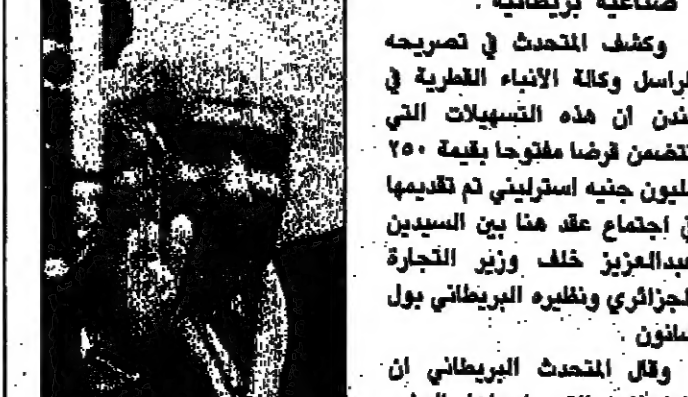 صناعية بريطانية .
وكشف المتحدث في تصريحه
لمراسل وكالة الانباء القطرية في
لندن ان هذه التسهيلات التي
تتضمن قرضا مفتوحا بقيمة ٢٥٠
مليون جنيه استرليني تم تقديمها
في اجتماع عقد هنا بين السيدين
عبدالعزيز خلف وزير التجارة
الجزائري ونظيره البريطاني بول
شانون .
وقال المتحدث البريطاني ان